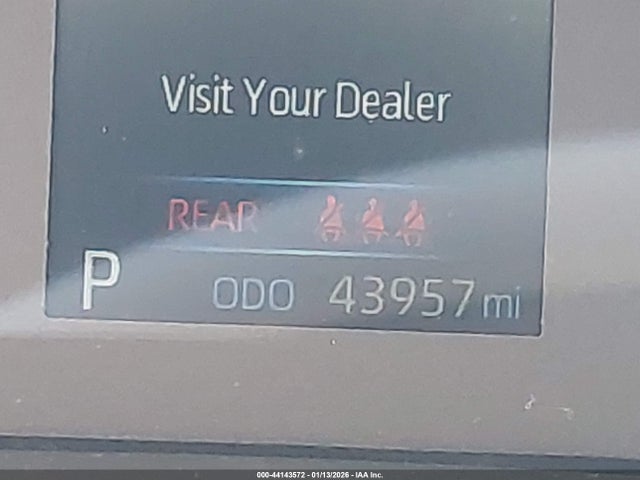 Visit Your Dealer
REAR
P ODO 43957 mi
000-44143572 - 01/13/2026 - IAA Inc.